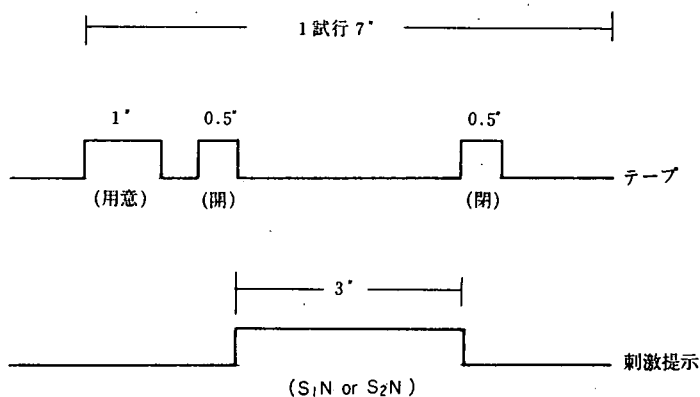 1試行7"
1" 0.5" 0.5"
テープ
(用意) (開) (閉)
3"
刺激提示
(S₁N or S₂N)